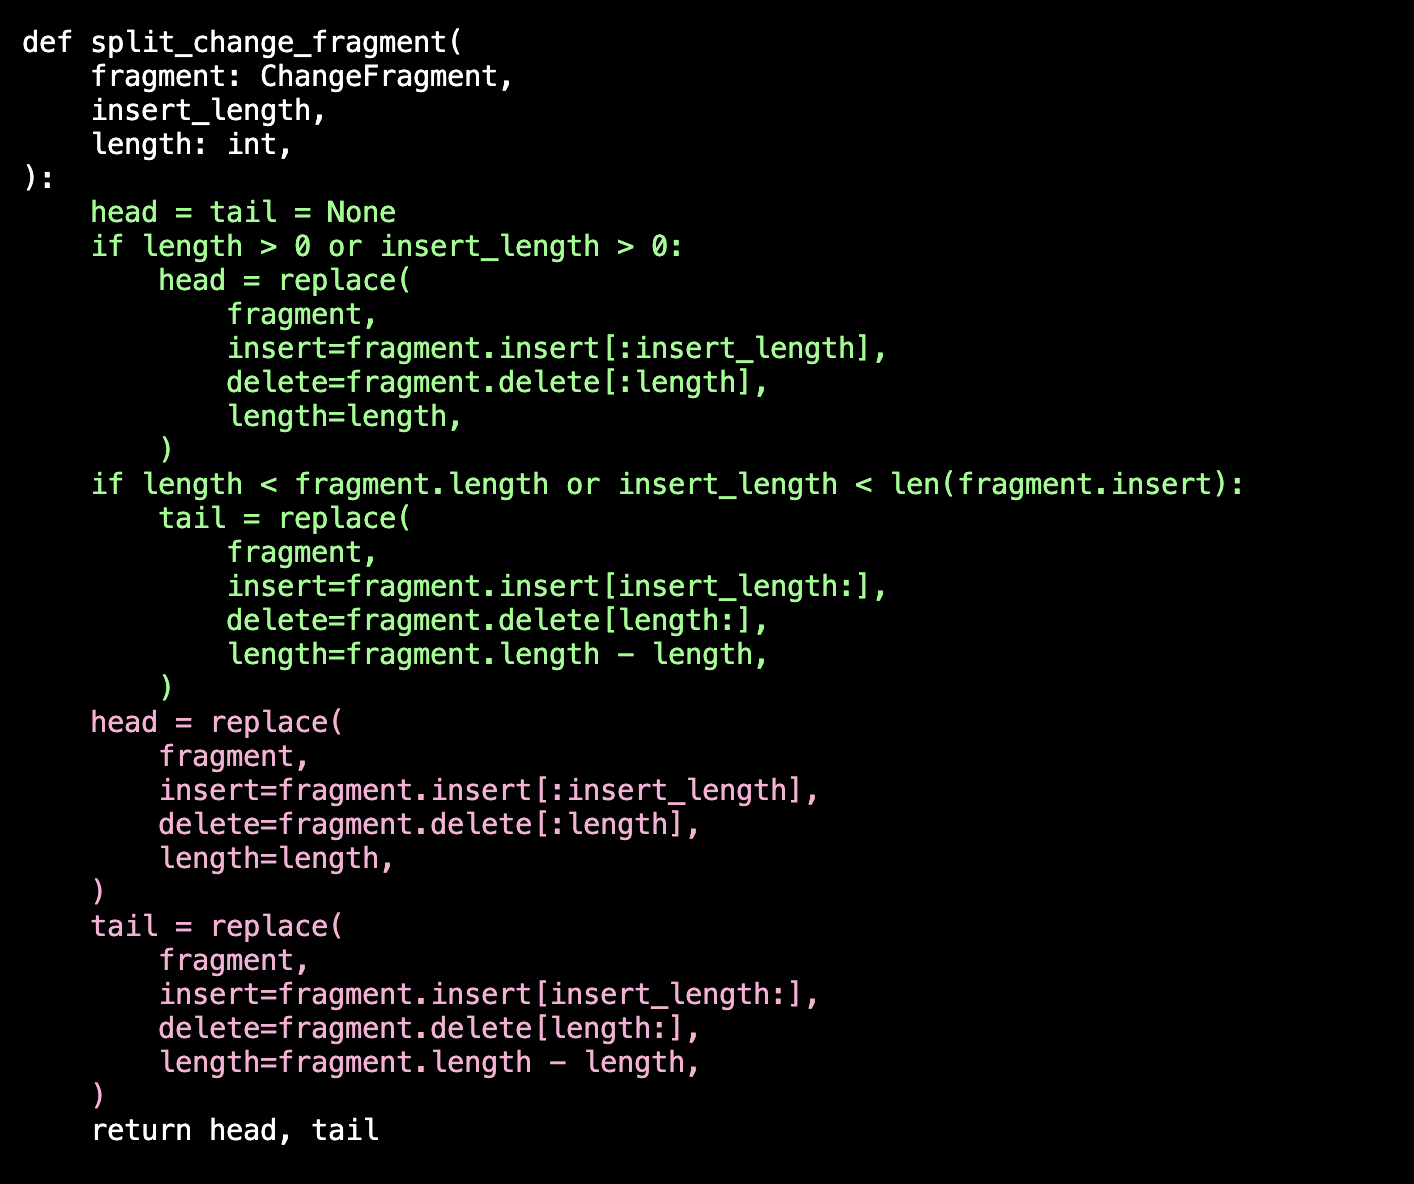 def split_change_fragment(
    fragment: ChangeFragment,
    insert_length,
    length: int,
):
    head = tail = None
    if length > 0 or insert_length > 0:
        head = replace(
            fragment,
            insert=fragment.insert[:insert_length],
            delete=fragment.delete[:length],
            length=length,
        )
    if length < fragment.length or insert_length < len(fragment.insert):
        tail = replace(
            fragment,
            insert=fragment.insert[insert_length:],
            delete=fragment.delete[length:],
            length=fragment.length - length,
        )
    head = replace(
        fragment,
        insert=fragment.insert[:insert_length],
        delete=fragment.delete[:length],
        length=length,
    )
    tail = replace(
        fragment,
        insert=fragment.insert[insert_length:],
        delete=fragment.delete[length:],
        length=fragment.length - length,
    )
    return head, tail